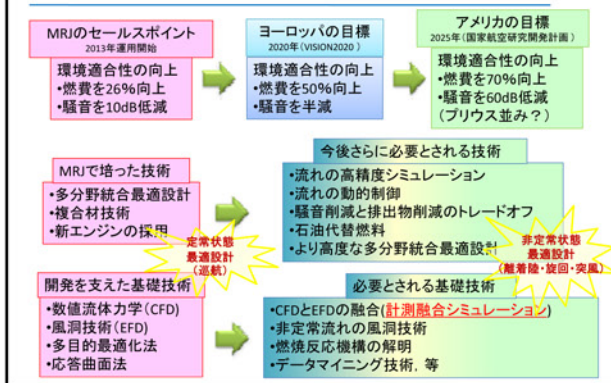 MRJのセールスポイント
2013年運用開始
環境適合性の向上
•燃費を26%向上
•騒音を10dB低減
ヨーロッパの目標
2020年(VISION2020)
環境適合性の向上
•燃費を50%向上
•騒音を半減
アメリカの目標
2025年(国家航空研究開発計画)
環境適合性の向上
•燃費を70%向上
•騒音を60dB低減
(プリウス並み?)
MRJで培った技術
•多分野統合最適設計
•複合材技術
•新エンジンの採用
定常状態
最適設計
(巡航)
今後さらに必要とされる技術
•流れの高精度シミュレーション
•流れの動的制御
•騒音削減と排出物削減のトレードオフ
•石油代替燃料
•より高度な多分野統合最適設計
非定常状態
最適設計
(離着陸・旋回・突風)
開発を支えた基礎技術
•数値流体力学(CFD)
•風洞技術(EFD)
•多目的最適化法
•応答曲面法
必要とされる基礎技術
•CFDとEFDの融合(計測融合シミュレーション)
•非定常流れの風洞技術
•燃焼反応機構の解明
•データマイニング技術, 等